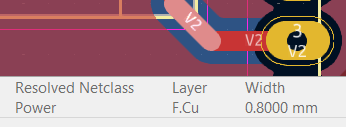 V2
V2
3
V2
Resolved Netclass Layer Width
Power F.Cu 0.8000 mm